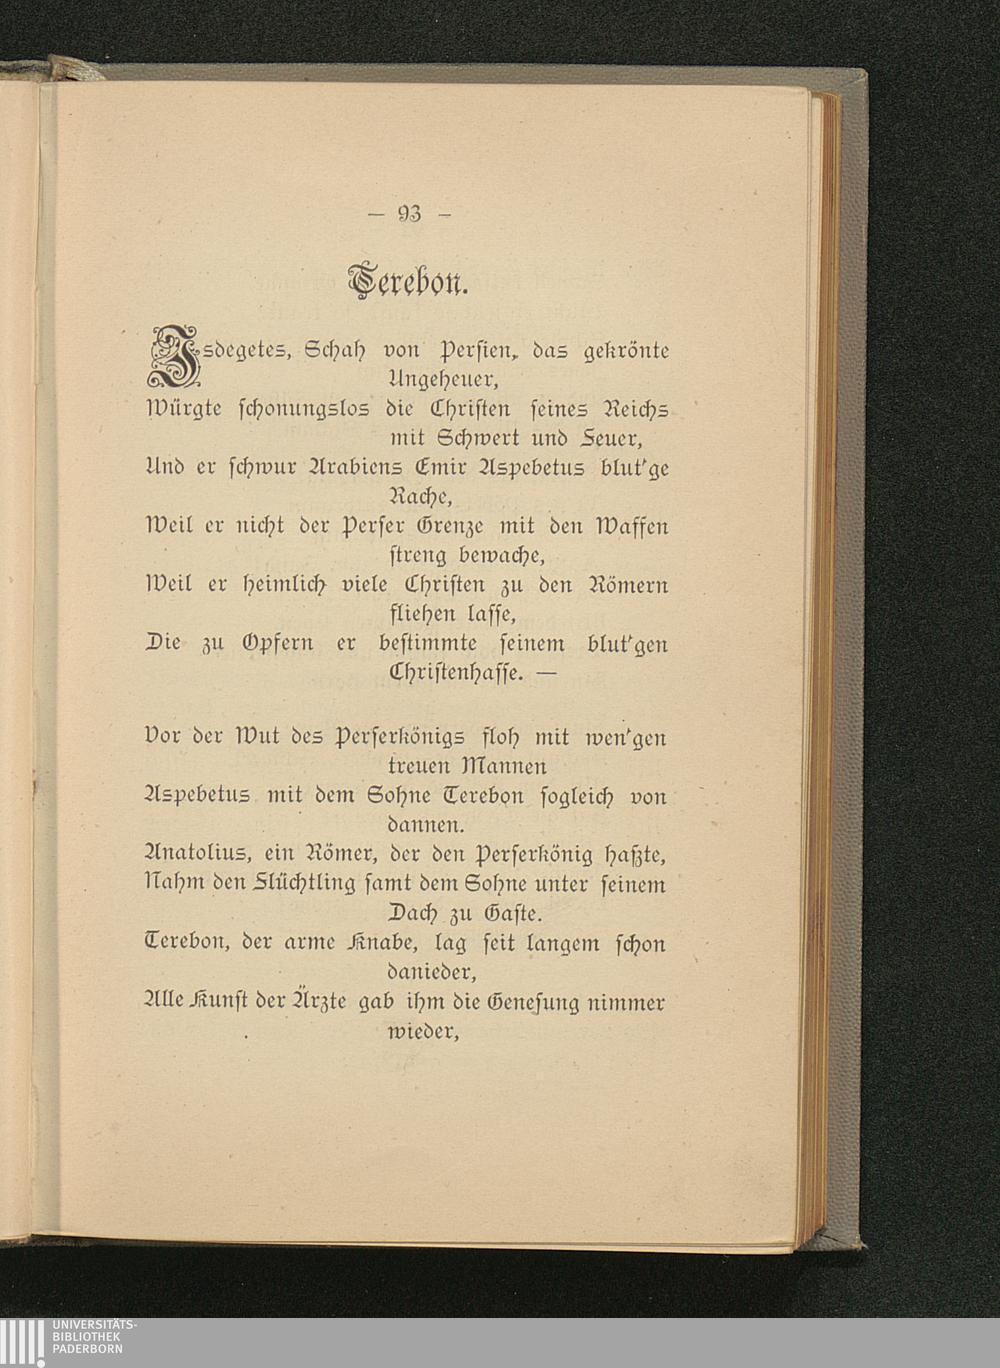 — 93 —
Terebon.
Isdegetes, Schah von Persien, das gekrönte
Ungeheuer,
Würgte schonungslos die Christen seines Reichs
mit Schwert und Feuer,
Und er schwur Arabiens Emir Aspebetus blut'ge
Rache,
Weil er nicht der Perser Grenze mit den Waffen
streng bewache,
Weil er heimlich viele Christen zu den Römern
fliehen lasse,
Die zu Opfern er bestimmte seinem blut'gen
Christenhasse. —
Vor der Wut des Perserkönigs floh mit wen'gen
treuen Mannen
Aspebetus mit dem Sohne Terebon sogleich von
dannen.
Anatolius, ein Römer, der den Perserkönig haßte,
Nahm den Flüchtling samt dem Sohne unter seinem
Dach zu Gaste.
Terebon, der arme Knabe, lag seit langem schon
danieder,
Alle Kunst der Ärzte gab ihm die Genesung nimmer
wieder,
UNIVERSITÄTS-
BIBLIOTHEK
PADERBORN